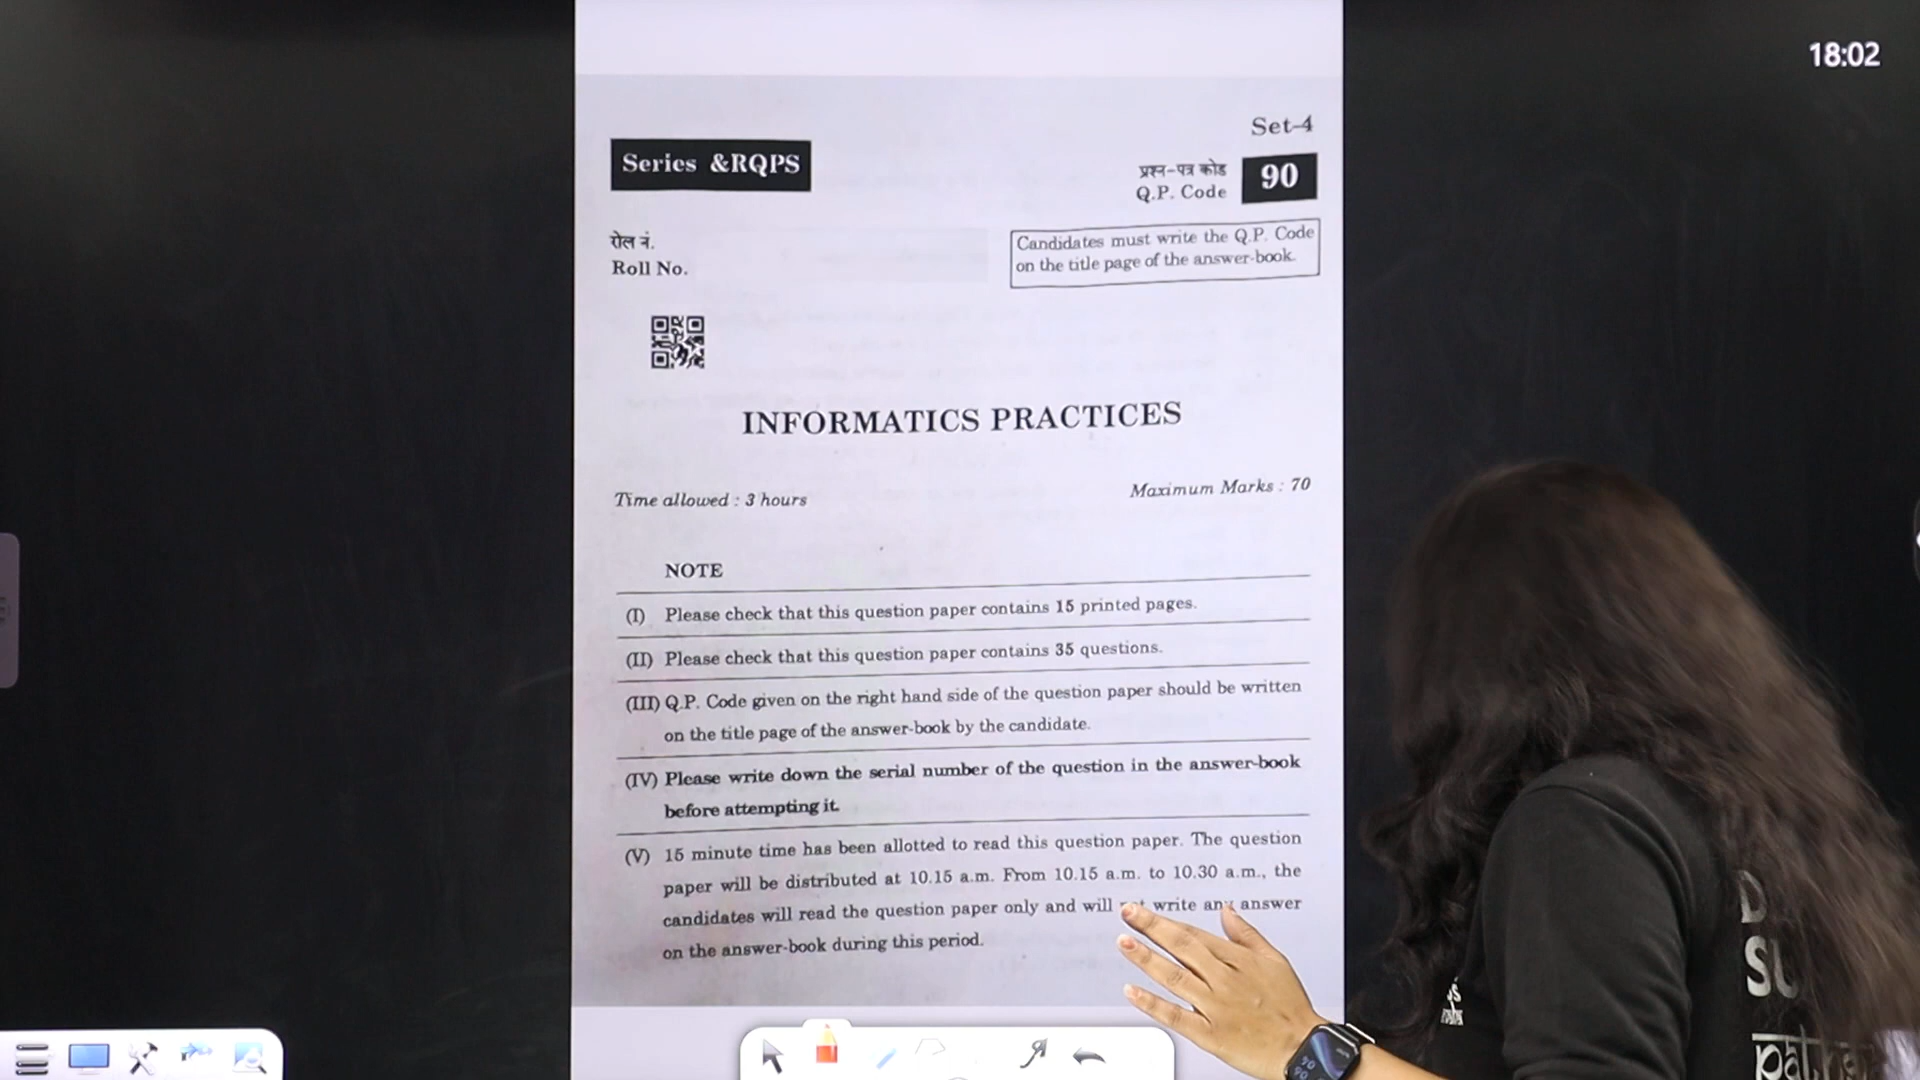 18:02
Set-4
Series &RQPS
प्रश्न-पत्र कोड
Q.P. Code 90
रोल नं.
Roll No.
Candidates must write the Q.P. Code
on the title page of the answer-book.
INFORMATICS PRACTICES
Time allowed : 3 hours
Maximum Marks : 70
NOTE
(I) Please check that this question paper contains 15 printed pages.
(II) Please check that this question paper contains 35 questions.
(III) Q.P. Code given on the right hand side of the question paper should be written
on the title page of the answer-book by the candidate.
(IV) Please write down the serial number of the question in the answer-book
before attempting it.
(V) 15 minute time has been allotted to read this question paper. The question
paper will be distributed at 10.15 a.m. From 10.15 a.m. to 10.30 a.m., the
candidates will read the question paper only and will not write any answer
on the answer-book during this period.